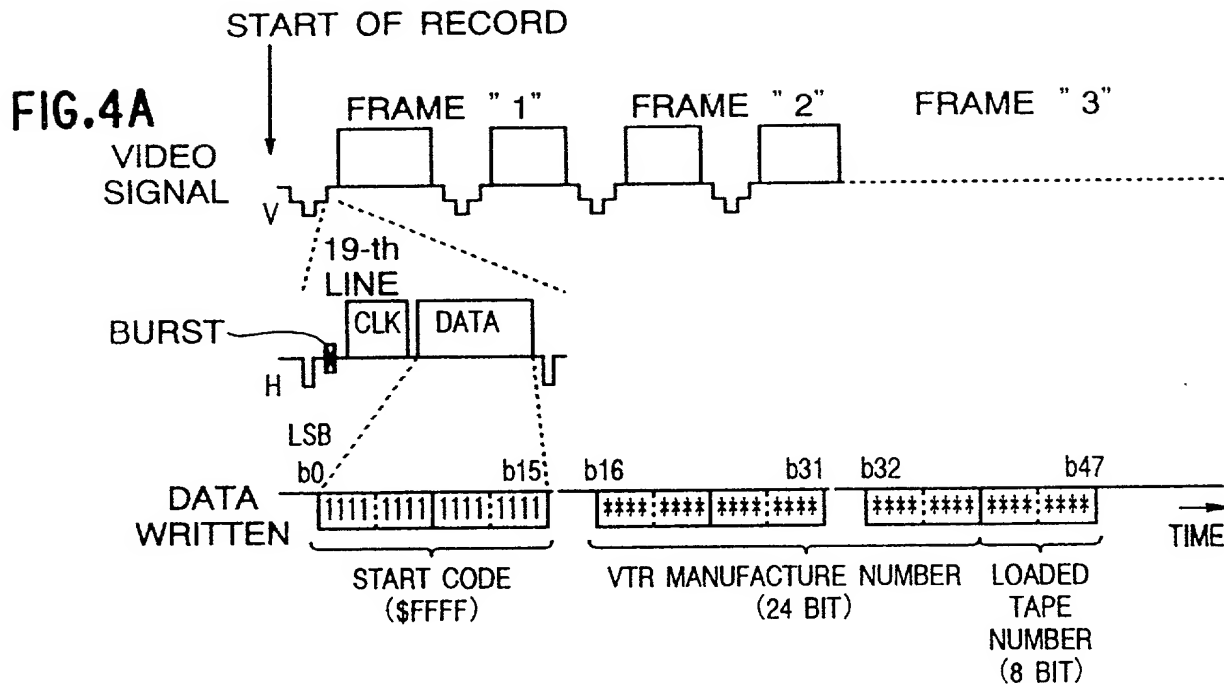 START OF RECORD
FIG.4A
FRAME "1" FRAME "2" FRAME "3"
VIDEO
SIGNAL
V
19-th
LINE
BURST
CLK DATA
H
LSB
b0 b15 b16 b31 b32 b47
DATA
WRITTEN
1111 1111 1111 1111 **** **** **** **** **** **** **** ****
TIME
START CODE
($FFFF)
VTR MANUFACTURE NUMBER
(24 BIT)
LOADED
TAPE
NUMBER
(8 BIT)